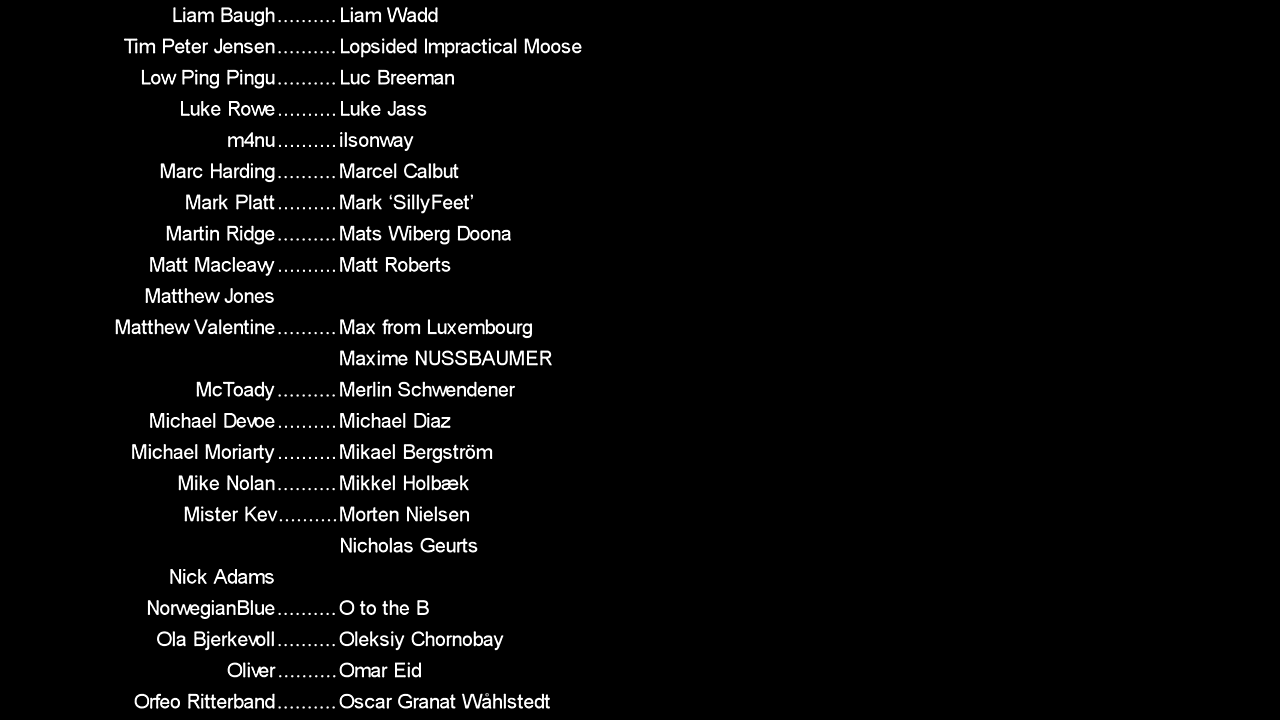 Liam Baugh..........Liam Wadd
Tim Peter Jensen..........Lopsided Impractical Moose
Low Ping Pingu..........Luc Breeman
Luke Rowe..........Luke Jass
m4nu..........ilsonway
Marc Harding..........Marcel Calbut
Mark Platt..........Mark ‘SillyFeet’
Martin Ridge..........Mats Wiberg Doona
Matt Macleavy..........Matt Roberts
Matthew Jones
Matthew Valentine..........Max from Luxembourg
Maxime NUSSBAUMER
McToady..........Merlin Schwendener
Michael Devoe..........Michael Diaz
Michael Moriarty..........Mikael Bergström
Mike Nolan..........Mikkel Holbæk
Mister Kev..........Morten Nielsen
Nicholas Geurts
Nick Adams
NorwegianBlue..........O to the B
Ola Bjerkevoll..........Oleksiy Chornobay
Oliver..........Omar Eid
Orfeo Ritterband..........Oscar Granat Wåhlstedt